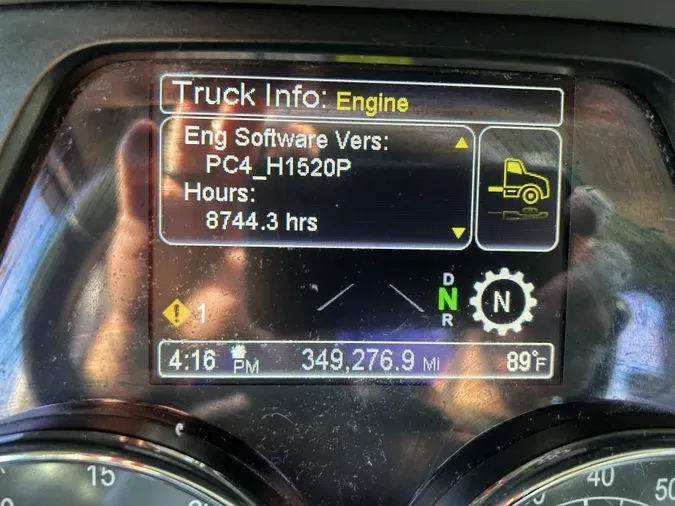 Truck Info: Engine
Eng Software Vers:
PC4_H1520P
Hours:
8744.3 hrs
D
N
R
N
1
4:16 PM 349,276.9 Mi 89°F
15
40
50